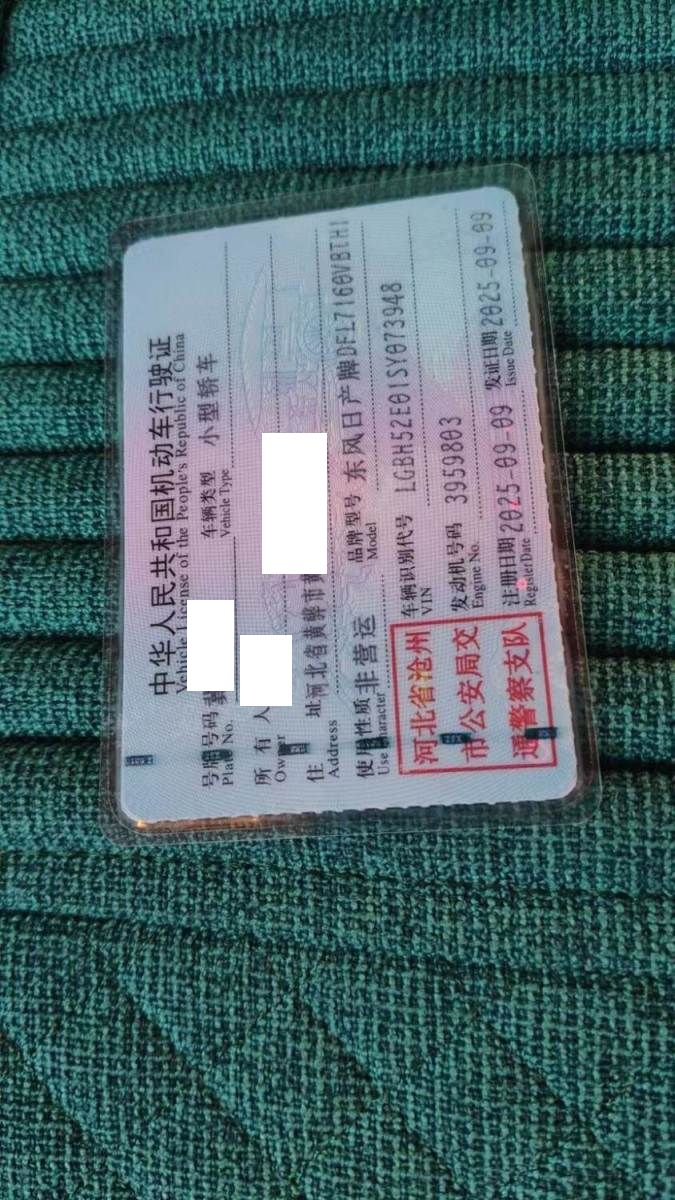 中华人民共和国机动车行驶证
Vehicle License of the People's Republic of China
号牌号码 冀 车辆类型 小型轿车
Plate No. Vehicle Type
所有人
Owner
住 址 河北省黄骅市
Address
使用性质 非营运 品牌型号 东风日产牌DFL7160VBTH1
Use Character Model
车辆识别代号 LGBH52E01SY073948
VIN
发动机号码 3959803
Engine No.
注册日期 2025-09-09 发证日期 2025-09-09
Register Date Issue Date
河北省沧州
市公安局交
通警察支队